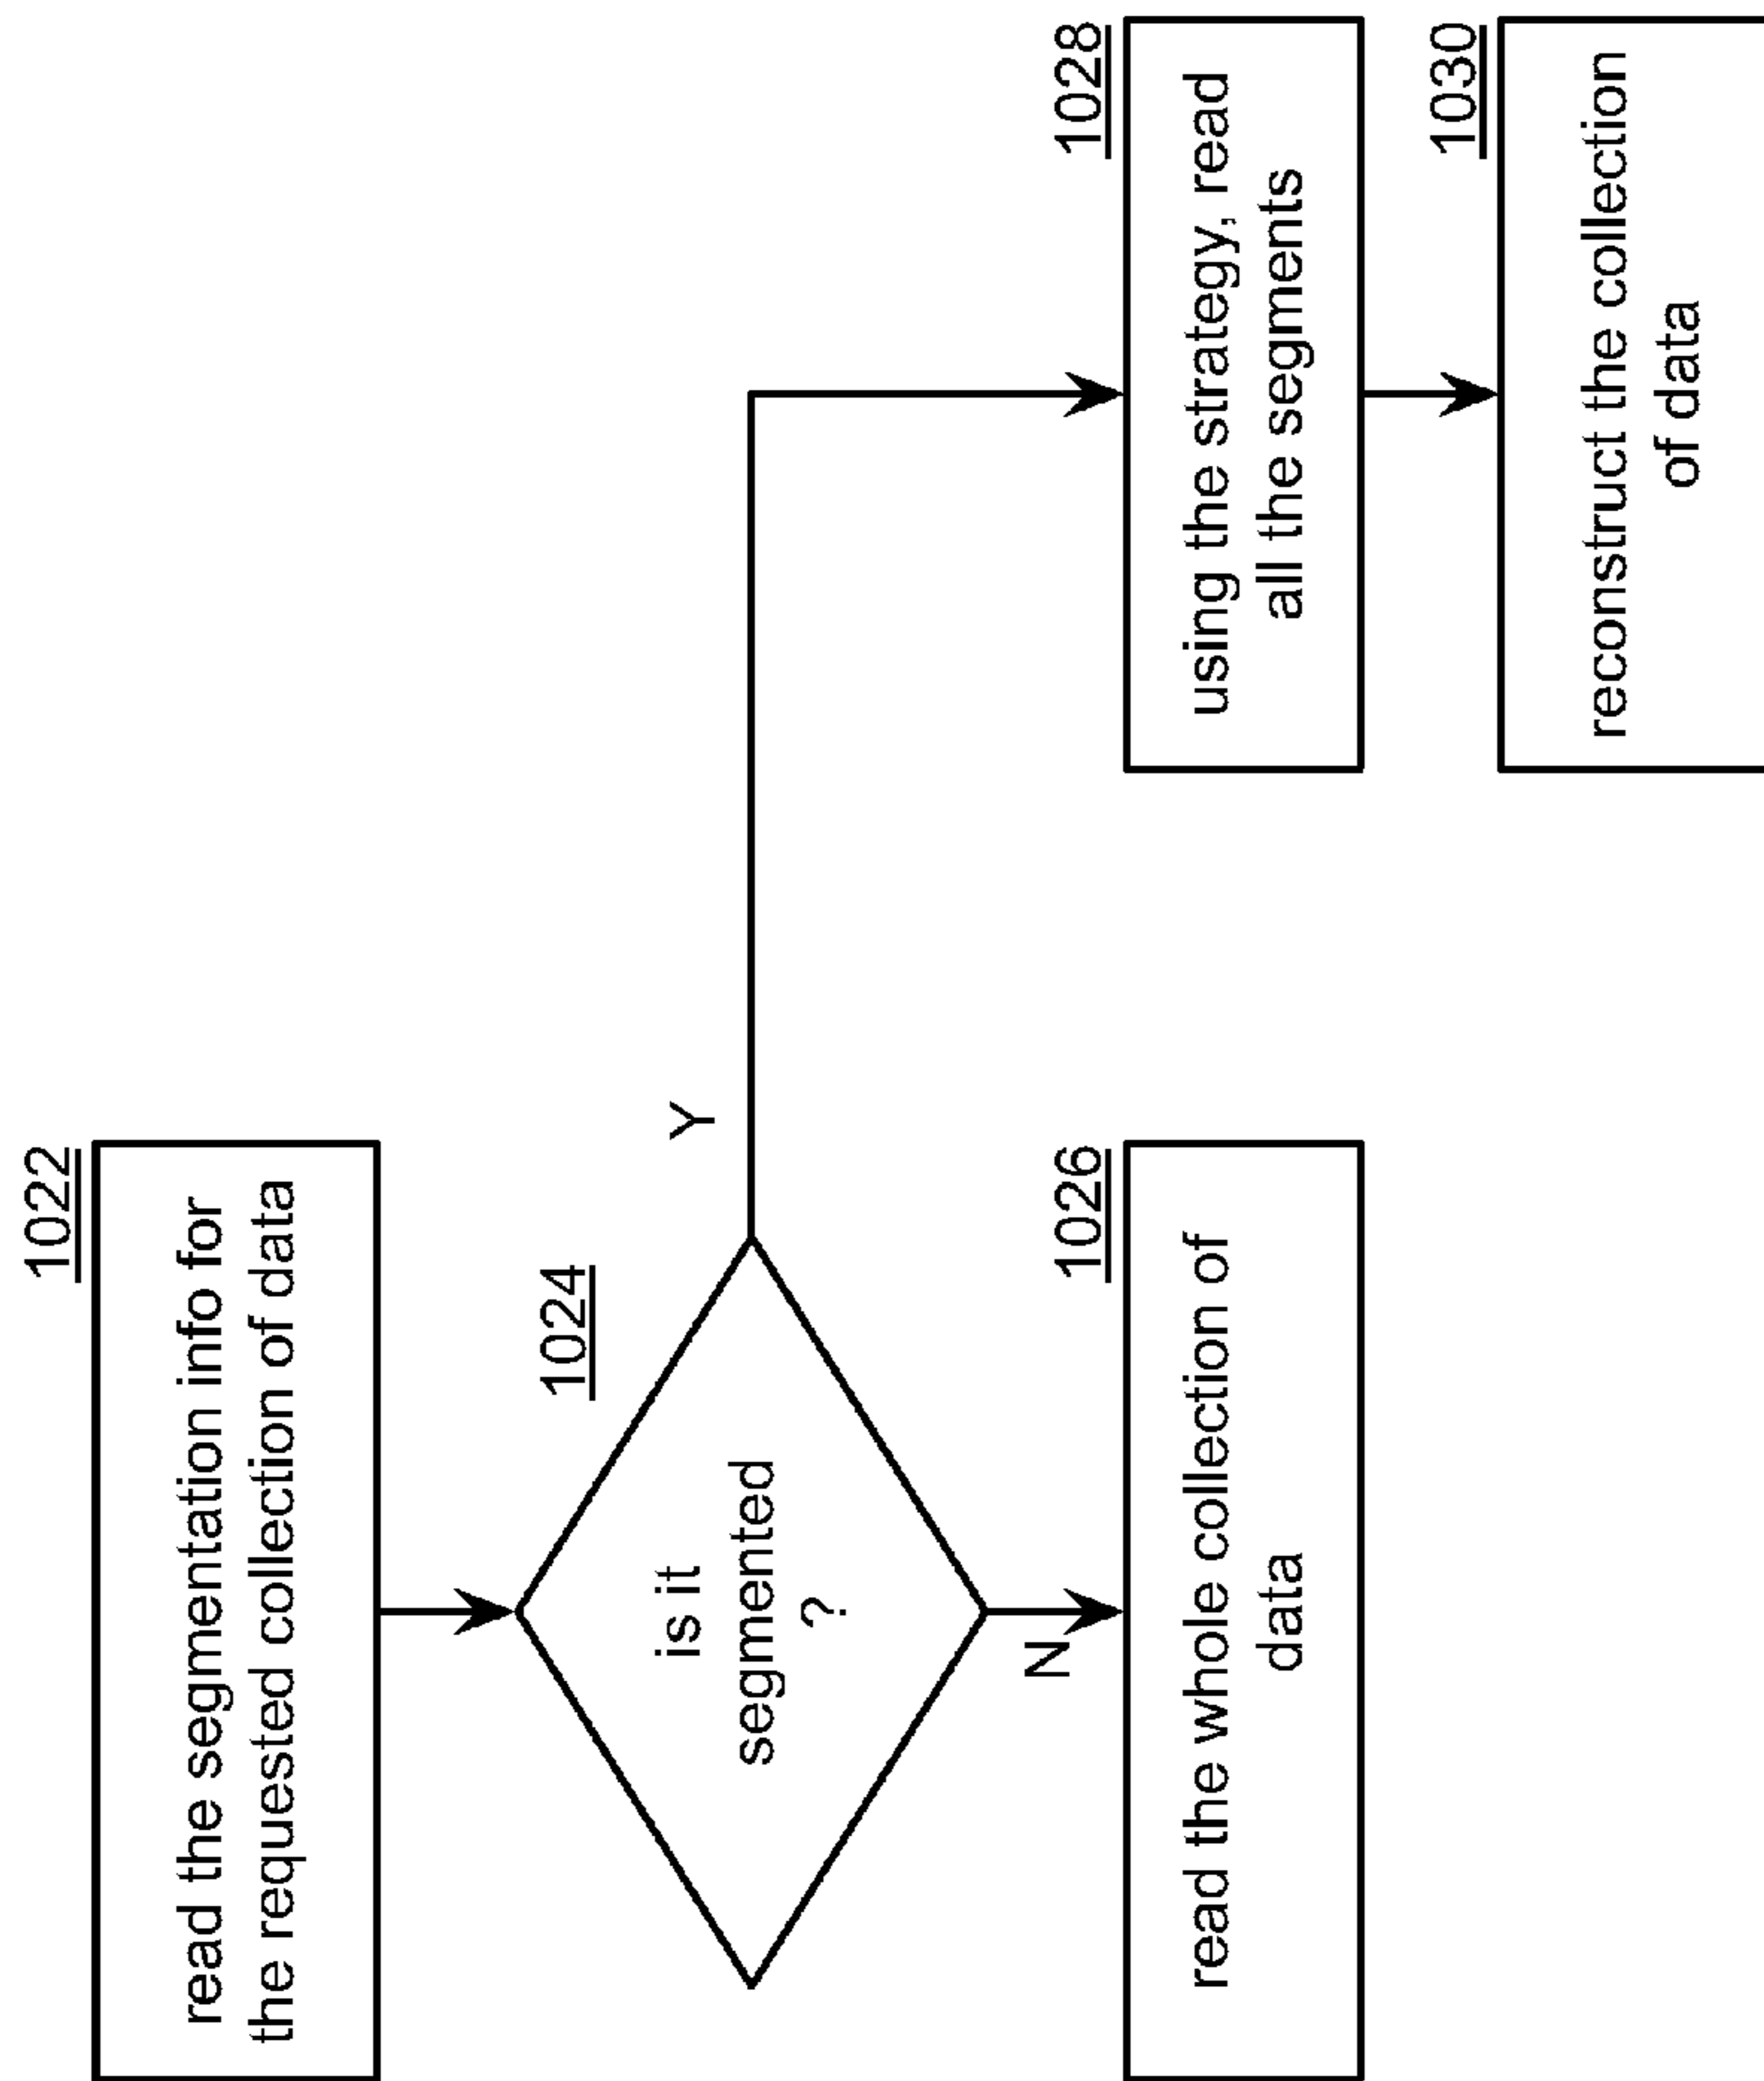 1022
read the segmentation info for
the requested collection of data
1024
is it
segmented
?
Y
N
1026
read the whole collection of
data
1028
using the strategy, read
all the segments
1030
reconstruct the collection
of data